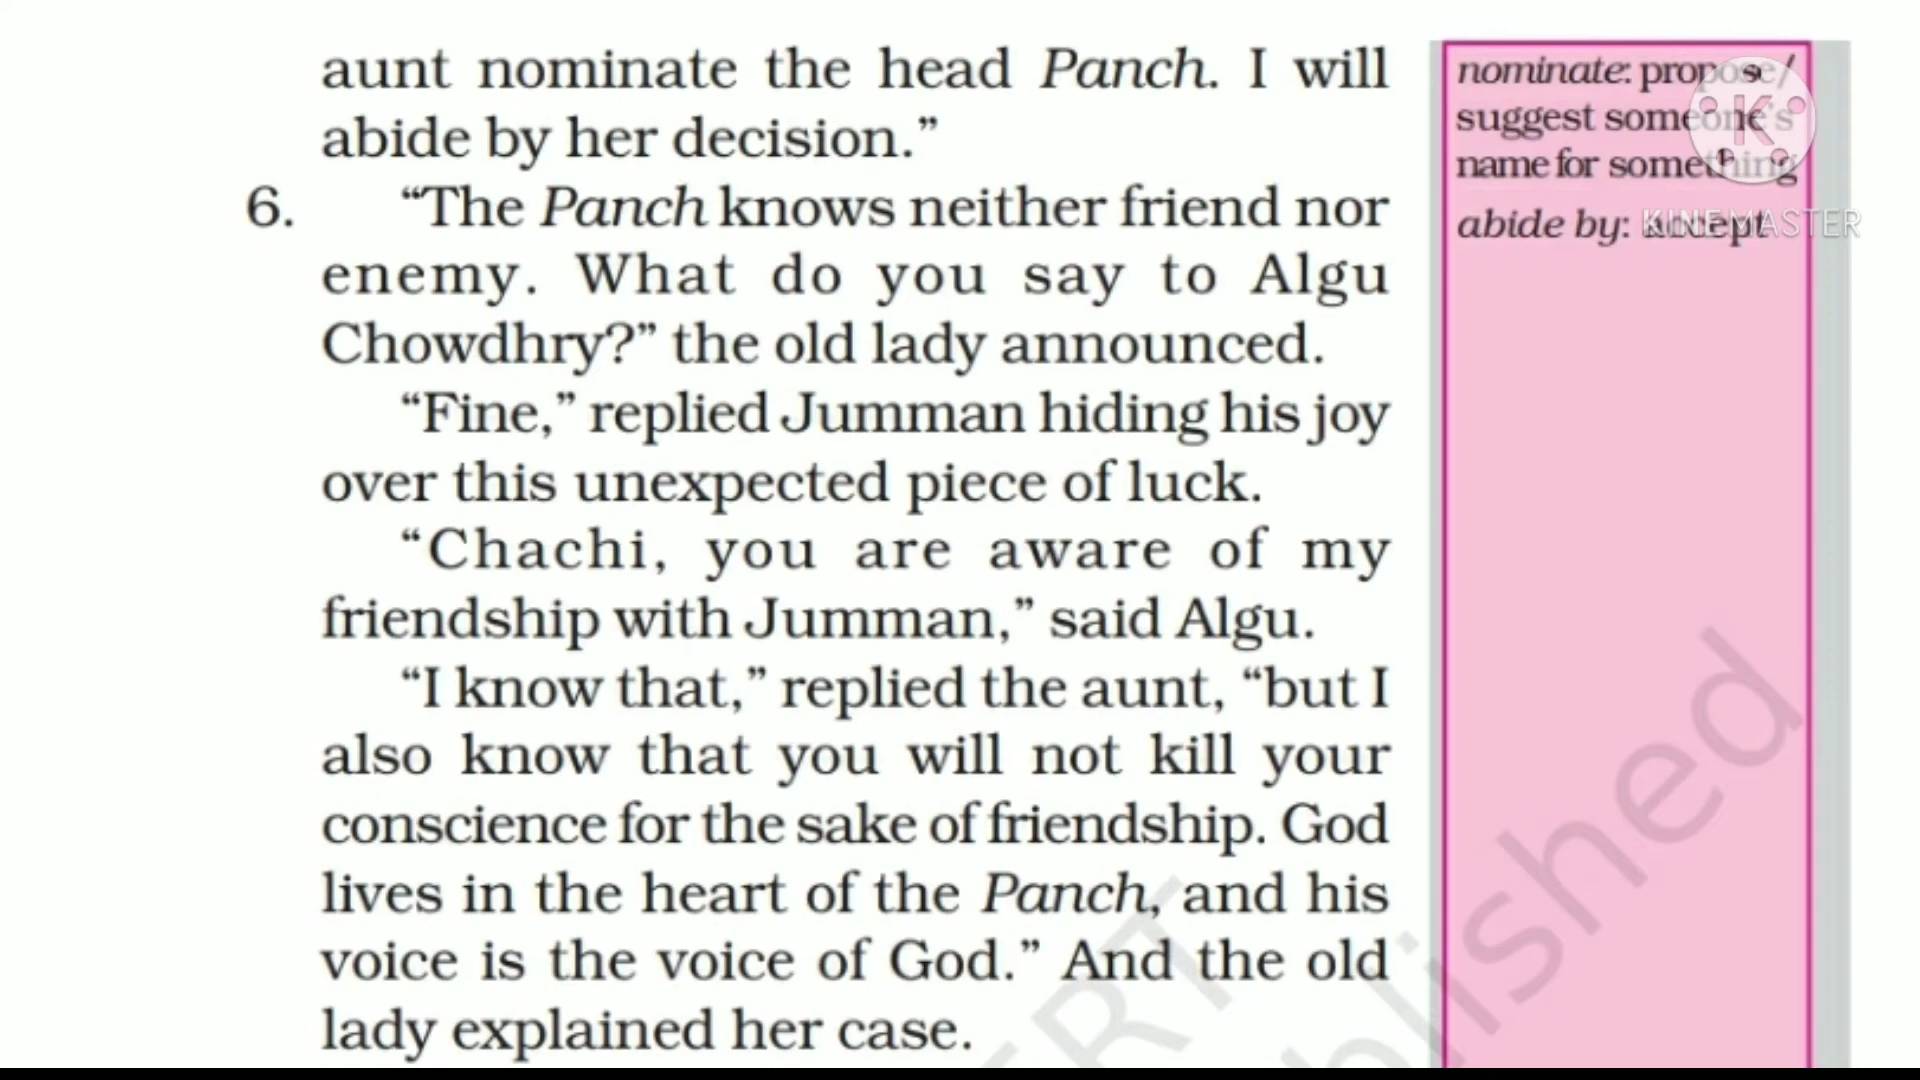 aunt nominate the head Panch. I will
abide by her decision.”
6. “The Panch knows neither friend nor
enemy. What do you say to Algu
Chowdhry?” the old lady announced.
“Fine,” replied Jumman hiding his joy
over this unexpected piece of luck.
“Chachi, you are aware of my
friendship with Jumman,” said Algu.
“I know that,” replied the aunt, “but I
also know that you will not kill your
conscience for the sake of friendship. God
lives in the heart of the Panch, and his
voice is the voice of God.” And the old
lady explained her case.
nominate: propose/
suggest someone’s
name for something
abide by: accept
K
KINEMASTER
ERT
blished